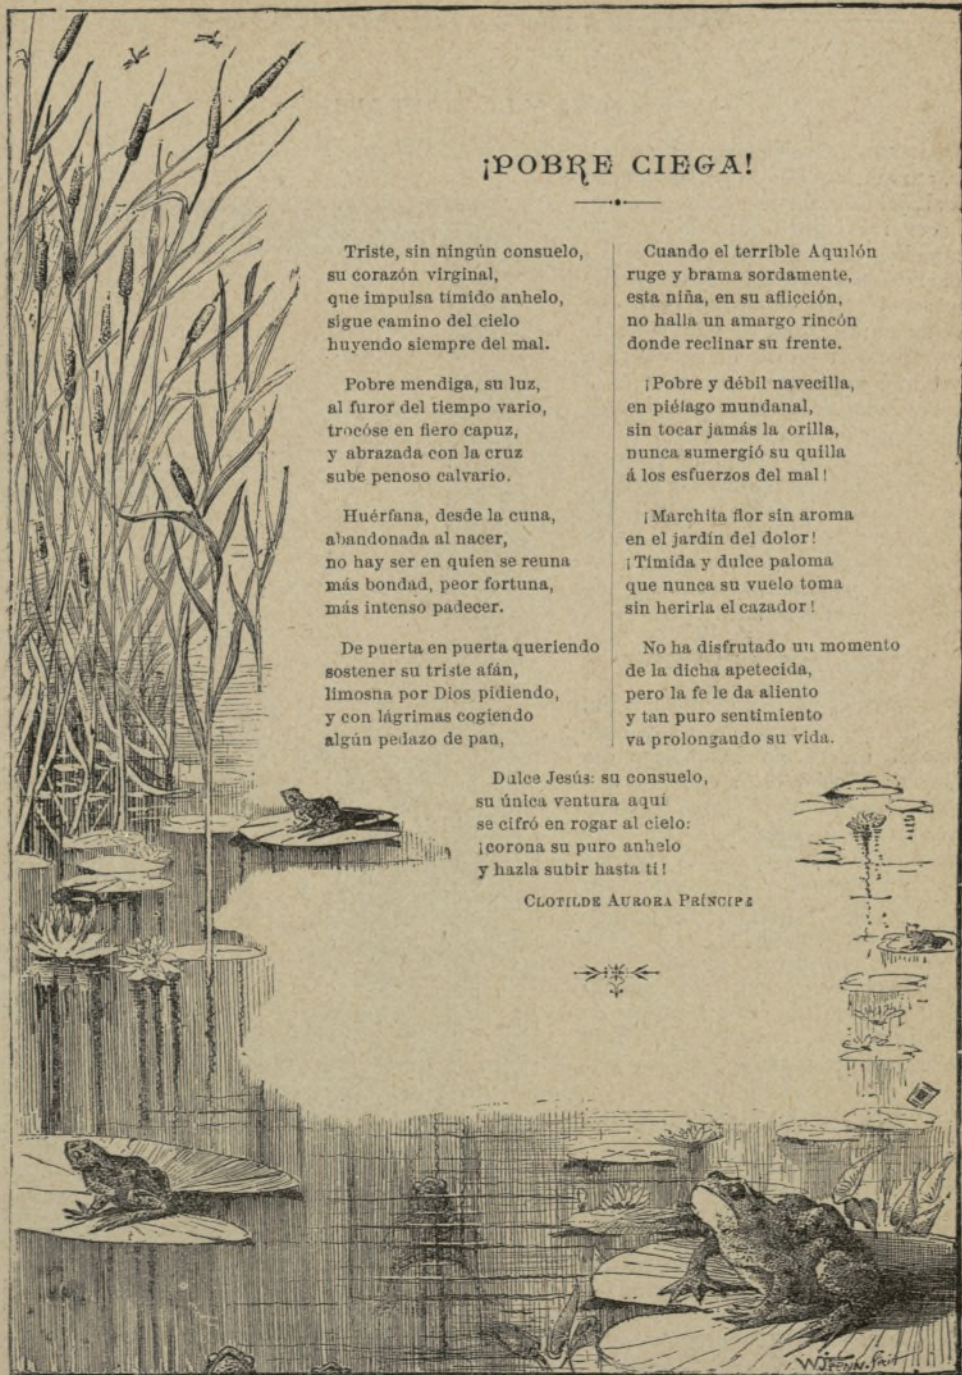 ¡POBRE CIEGA!
Triste, sin ningún consuelo,
su corazón virginal,
que impulsa tímido anhelo,
sigue camino del cielo
huyendo siempre del mal.
Pobre mendiga, su luz,
al furor del tiempo vario,
trocóse en fiero capuz,
y abrazada con la cruz
sube penoso calvario.
Huérfana, desde la cuna,
abandonada al nacer,
no hay ser en quien se reuna
más bondad, peor fortuna,
más intenso padecer.
De puerta en puerta queriendo
sostener su triste afán,
limosna por Dios pidiendo,
y con lágrimas cogiendo
algún pedazo de pan,
Cuando el terrible Aquilón
ruge y brama sordamente,
esta niña, en su aflicción,
no halla un amargo rincón
donde reclinar su frente.
¡Pobre y débil navecilla,
en piélago mundanal,
sin tocar jamás la orilla,
nunca sumergió su quilla
á los esfuerzos del mal!
¡Marchita flor sin aroma
en el jardín del dolor!
¡Tímida y dulce paloma
que nunca su vuelo toma
sin herirla el cazador!
No ha disfrutado un momento
de la dicha apetecida,
pero la fe le da aliento
y tan puro sentimiento
va prolongando su vida.
Dulce Jesús: su consuelo,
su única ventura aquí
se cifró en rogar al cielo:
¡corona su puro anhelo
y hazla subir hasta tí!
CLOTILDE AURORA PRÍNCIPE